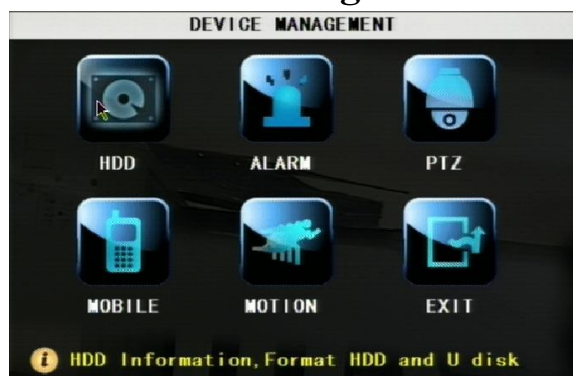 DEVICE MANAGEMENT
HDD ALARM PTZ
MOBILE MOTION EXIT
HDD Information,Format HDD and U disk